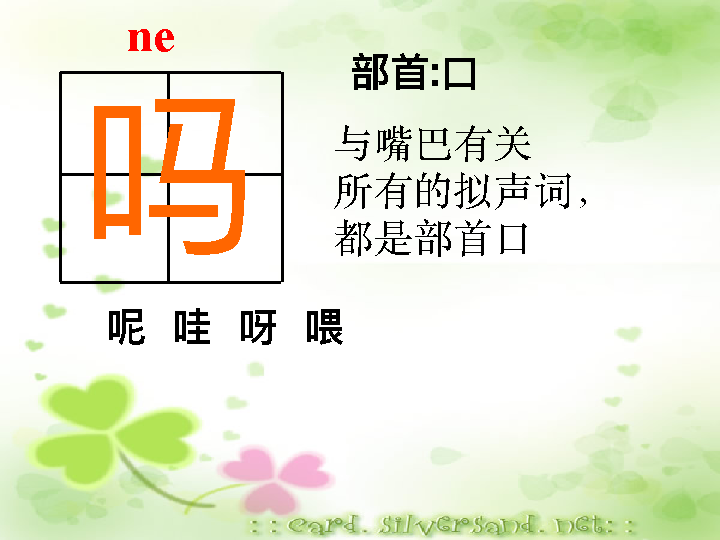 ne
部首:口
吗
与嘴巴有关
所有的拟声词，
都是部首口
呢 哇 呀 喂
::card.silversand.net::